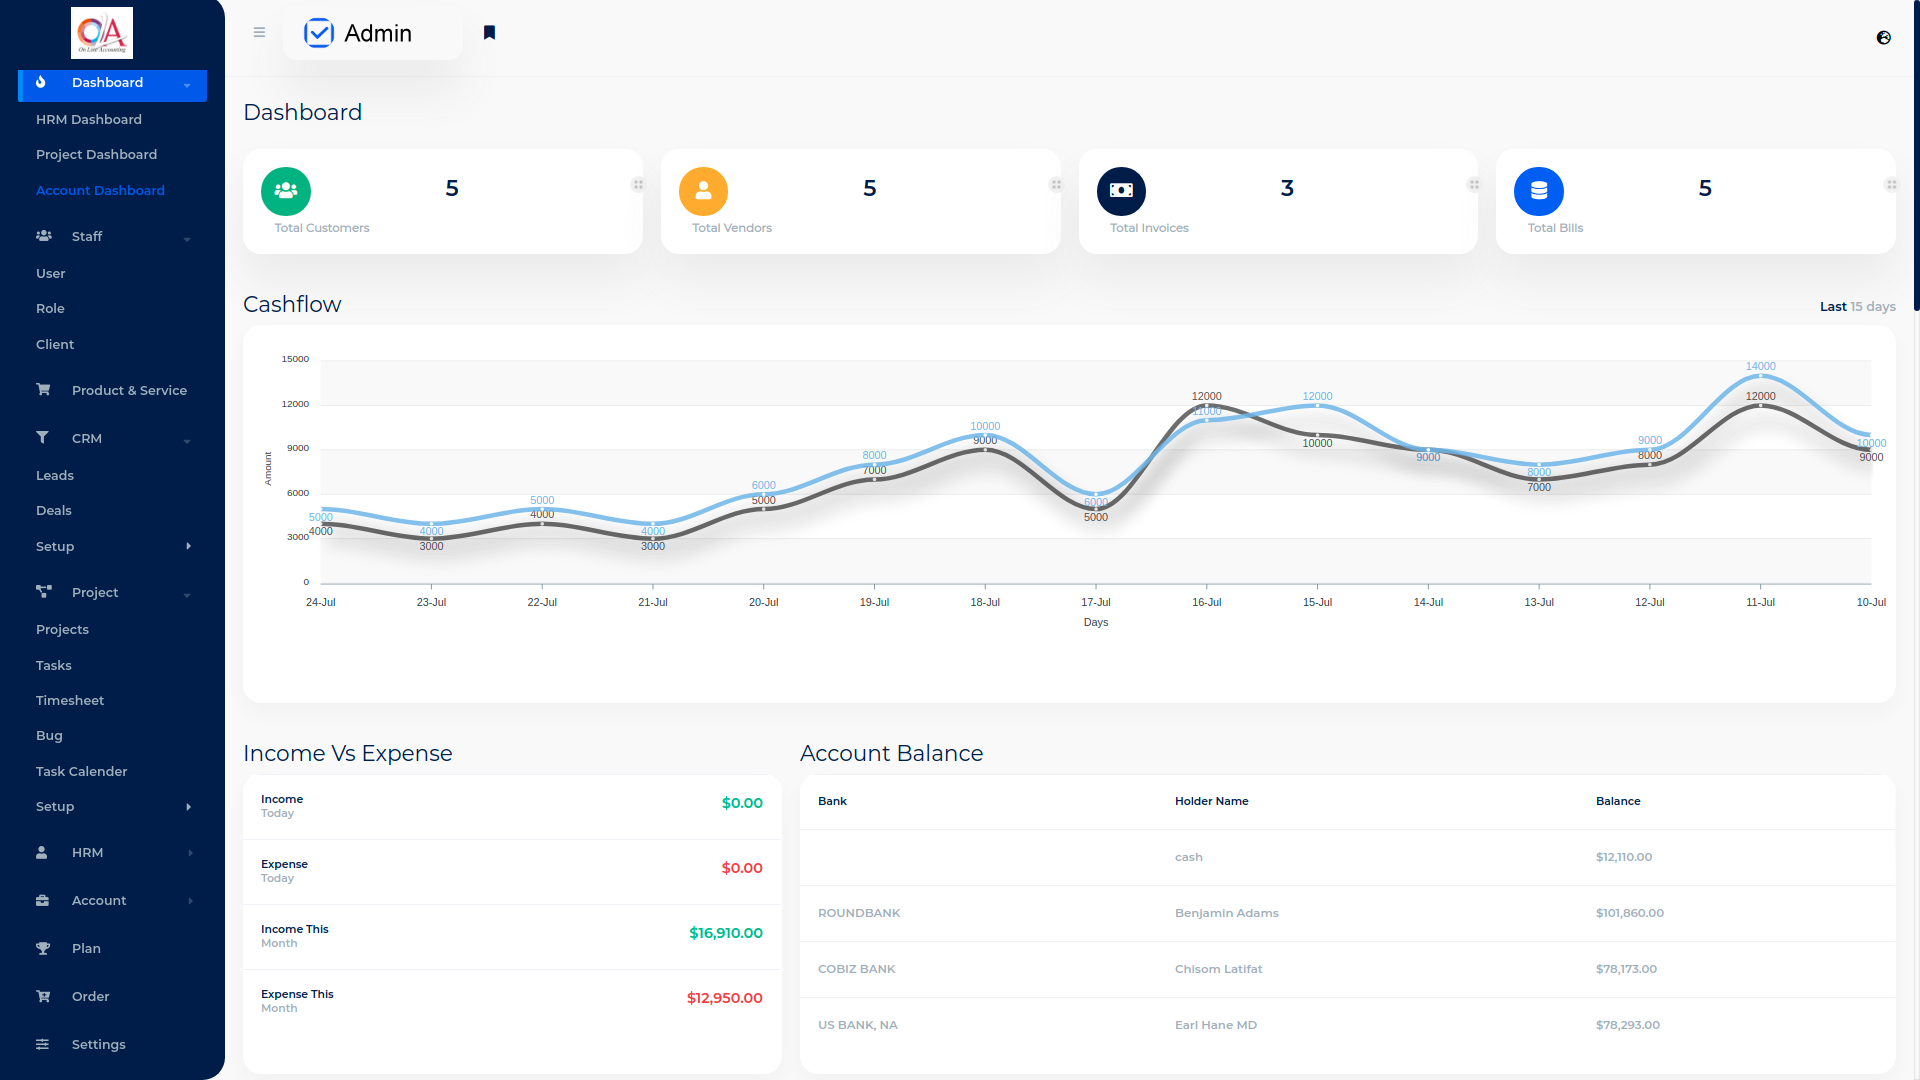 On Line Accounting
Dashboard
HRM Dashboard
Project Dashboard
Account Dashboard
Staff
User
Role
Client
Product & Service
CRM
Leads
Deals
Setup
Project
Projects
Tasks
Timesheet
Bug
Task Calender
Setup
HRM
Account
Plan
Order
Settings
Admin
Dashboard
5
Total Customers
5
Total Vendors
3
Total Invoices
5
Total Bills
Cashflow
Last 15 days
Amount
15000
12000
9000
6000
3000
0
5000 4000 5000 4000 6000 8000 10000 6000 11000 12000 9000 8000 9000 14000 10000
4000 3000 4000 3000 5000 7000 9000 5000 12000 10000 7000 8000 12000 9000
24-Jul 23-Jul 22-Jul 21-Jul 20-Jul 19-Jul 18-Jul 17-Jul 16-Jul 15-Jul 14-Jul 13-Jul 12-Jul 11-Jul 10-Jul
Days
Income Vs Expense
Income
Today
$0.00
Expense
Today
$0.00
Income This
Month
$16,910.00
Expense This
Month
$12,950.00
Account Balance
Bank Holder Name Balance
cash $12,110.00
ROUNDBANK Benjamin Adams $101,860.00
COBIZ BANK Chisom Latifat $78,173.00
US BANK, NA Earl Hane MD $78,293.00